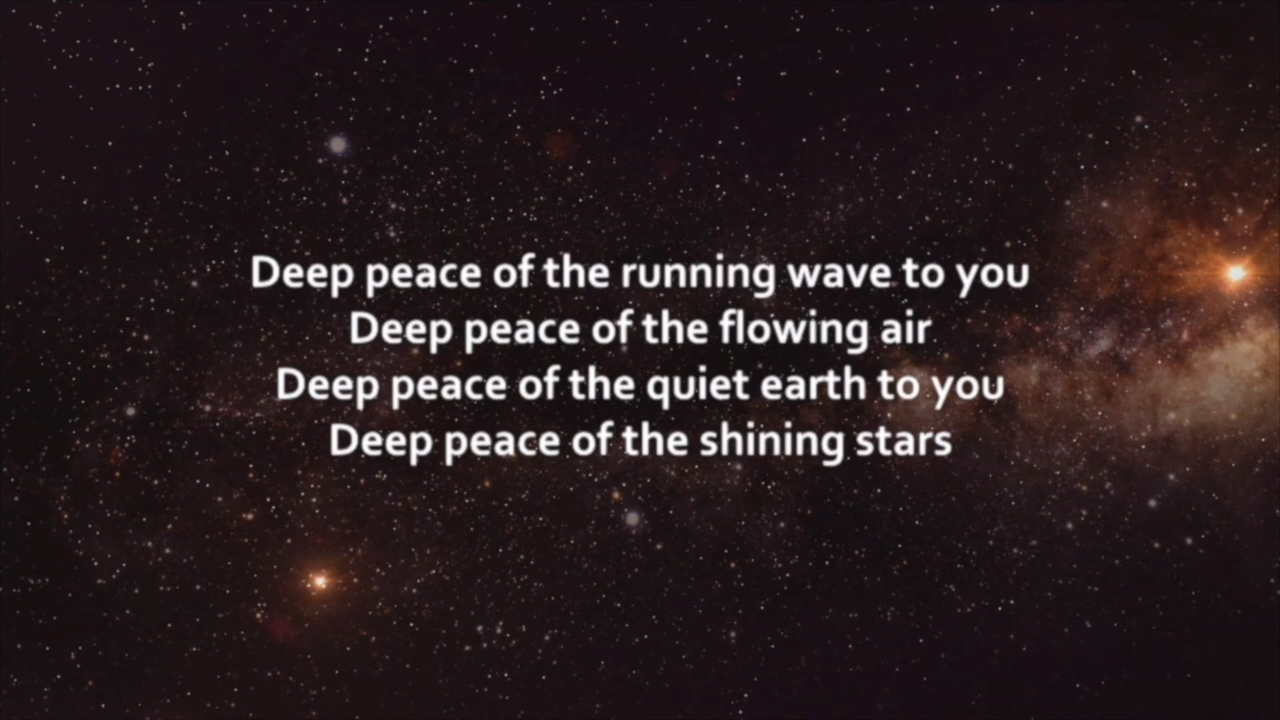 Deep peace of the running wave to you
Deep peace of the flowing air
Deep peace of the quiet earth to you
Deep peace of the shining stars